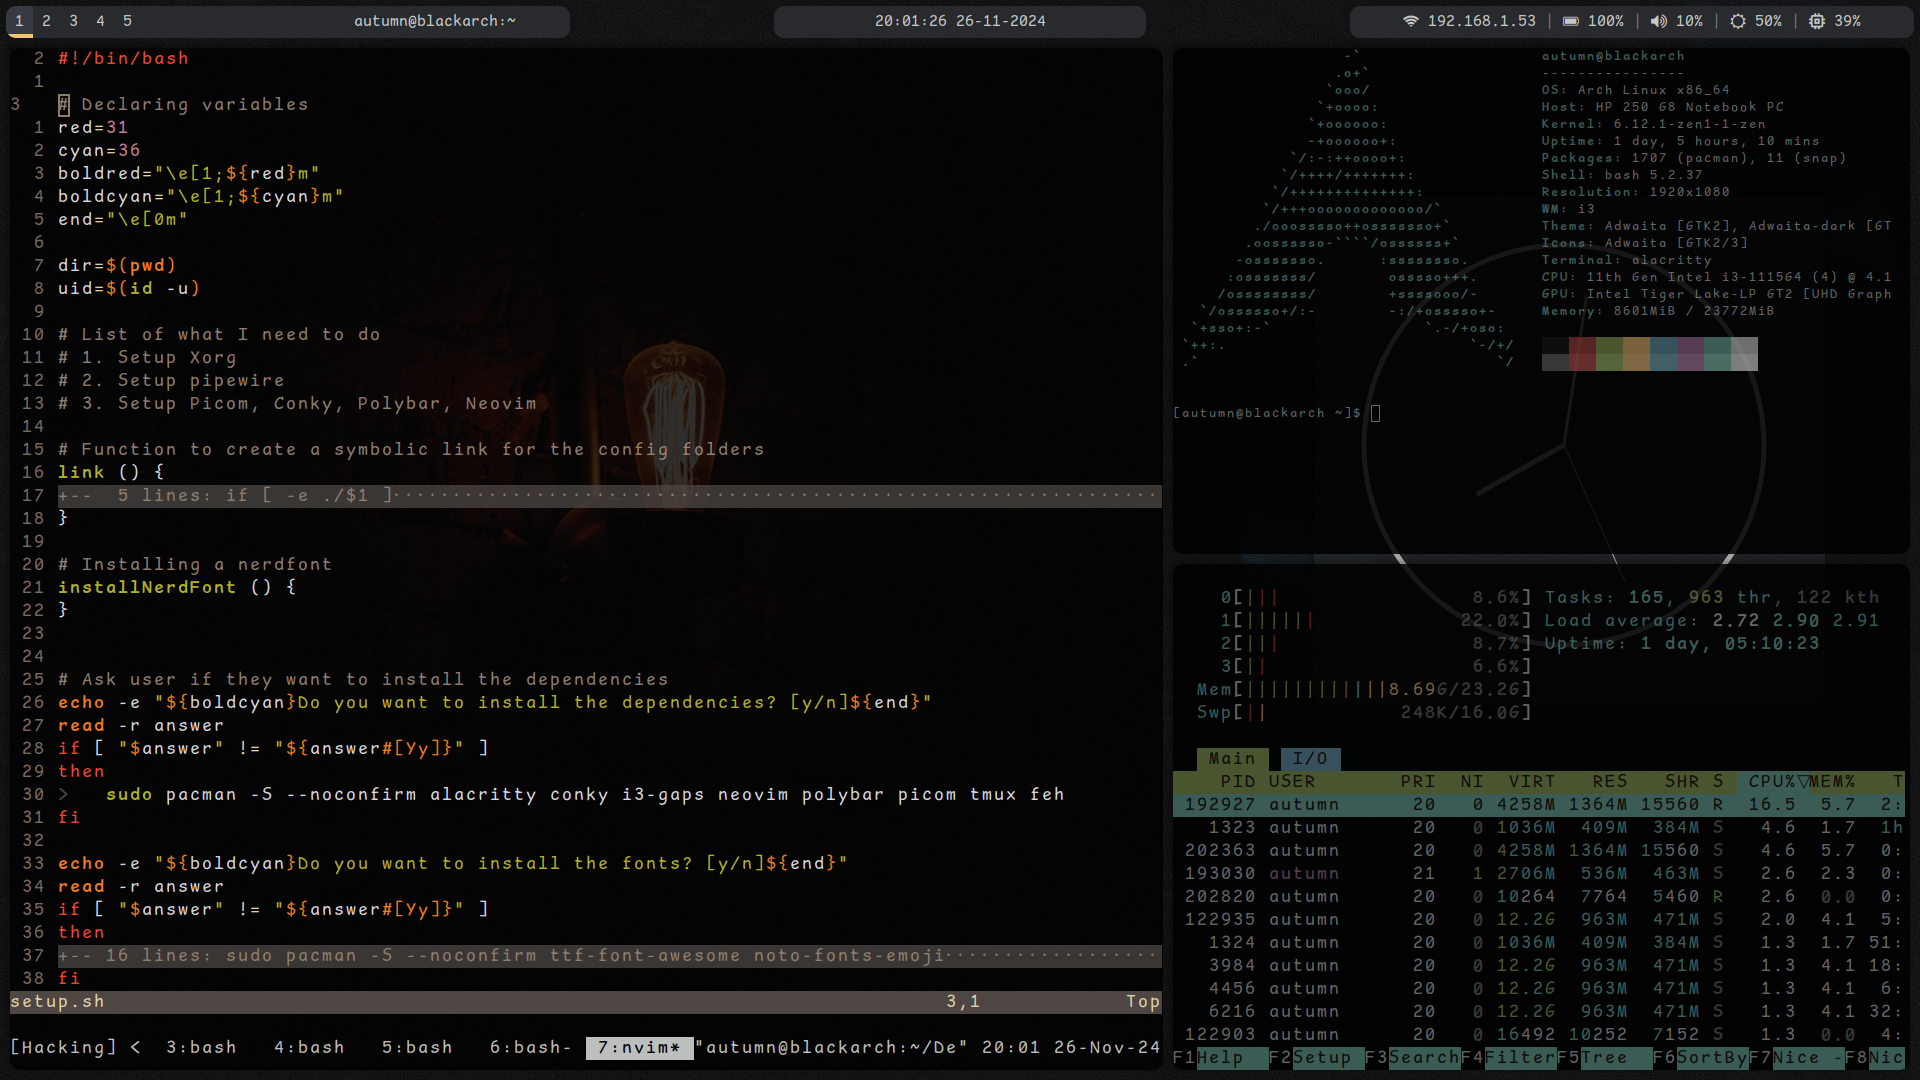 1 2 3 4 5 autumn@blackarch:~ 20:01:26 26-11-2024 192.168.1.53 | 100% | 10% | 50% | 39%
2 #!/bin/bash
1
3 # Declaring variables
1 red=31
2 cyan=36
3 boldred="\e[1;${red}m"
4 boldcyan="\e[1;${cyan}m"
5 end="\e[0m"
6
7 dir=$(pwd)
8 uid=$(id -u)
9
10 # List of what I need to do
11 # 1. Setup Xorg
12 # 2. Setup pipewire
13 # 3. Setup Picom, Conky, Polybar, Neovim
14
15 # Function to create a symbolic link for the config folders
16 link () {
17 +--  5 lines: if [ -e ./$1 ]
18 }
19
20 # Installing a nerdfont
21 installNerdFont () {
22 }
23
24
25 # Ask user if they want to install the dependencies
26 echo -e "${boldcyan}Do you want to install the dependencies? [y/n]${end}"
27 read -r answer
28 if [ "$answer" != "${answer#[Yy]}" ]
29 then
30 >   sudo pacman -S --noconfirm alacritty conky i3-gaps neovim polybar picom tmux feh
31 fi
32
33 echo -e "${boldcyan}Do you want to install the fonts? [y/n]${end}"
34 read -r answer
35 if [ "$answer" != "${answer#[Yy]}" ]
36 then
37 +-- 16 lines: sudo pacman -S --noconfirm ttf-font-awesome noto-fonts-emoji
38 fi
setup.sh 3,1 Top
[Hacking] < 3:bash 4:bash 5:bash 6:bash- 7:nvim* "autumn@blackarch:~/De" 20:01 26-Nov-24
autumn@blackarch
----------------
OS: Arch Linux x86_64
Host: HP 250 G8 Notebook PC
Kernel: 6.12.1-zen1-1-zen
Uptime: 1 day, 5 hours, 10 mins
Packages: 1707 (pacman), 11 (snap)
Shell: bash 5.2.37
Resolution: 1920x1080
WM: i3
Theme: Adwaita [GTK2], Adwaita-dark [GT
Icons: Adwaita [GTK2/3]
Terminal: alacritty
CPU: 11th Gen Intel i3-1115G4 (4) @ 4.1
GPU: Intel Tiger Lake-LP GT2 [UHD Graph
Memory: 8601MiB / 23772MiB
[autumn@blackarch ~]$
0[||| 8.6%] Tasks: 165, 963 thr, 122 kth
1[|||||| 22.0%] Load average: 2.72 2.90 2.91
2[||| 8.7%] Uptime: 1 day, 05:10:23
3[|| 6.6%]
Mem[||||||||||||8.69G/23.2G]
Swp[|| 248K/16.0G]
Main I/O
PID USER PRI NI VIRT RES SHR S CPU%▽MEM% T
192927 autumn 20 0 4258M 1364M 15560 R 16.5 5.7 2:
1323 autumn 20 0 1036M 409M 384M S 4.6 1.7 1h
202363 autumn 20 0 4258M 1364M 15560 S 4.6 5.7 0:
193030 autumn 21 1 2706M 536M 463M S 2.6 2.3 0:
202820 autumn 20 0 10264 7764 5460 R 2.6 0.0 0:
122935 autumn 20 0 12.2G 963M 471M S 2.0 4.1 5:
1324 autumn 20 0 1036M 409M 384M S 1.3 1.7 51:
3984 autumn 20 0 12.2G 963M 471M S 1.3 4.1 18:
4456 autumn 20 0 12.2G 963M 471M S 1.3 4.1 6:
6216 autumn 20 0 12.2G 963M 471M S 1.3 4.1 32:
122903 autumn 20 0 16492 10252 7152 S 1.3 0.0 4:
F1Help F2Setup F3SearchF4FilterF5Tree F6SortByF7Nice -F8Nic